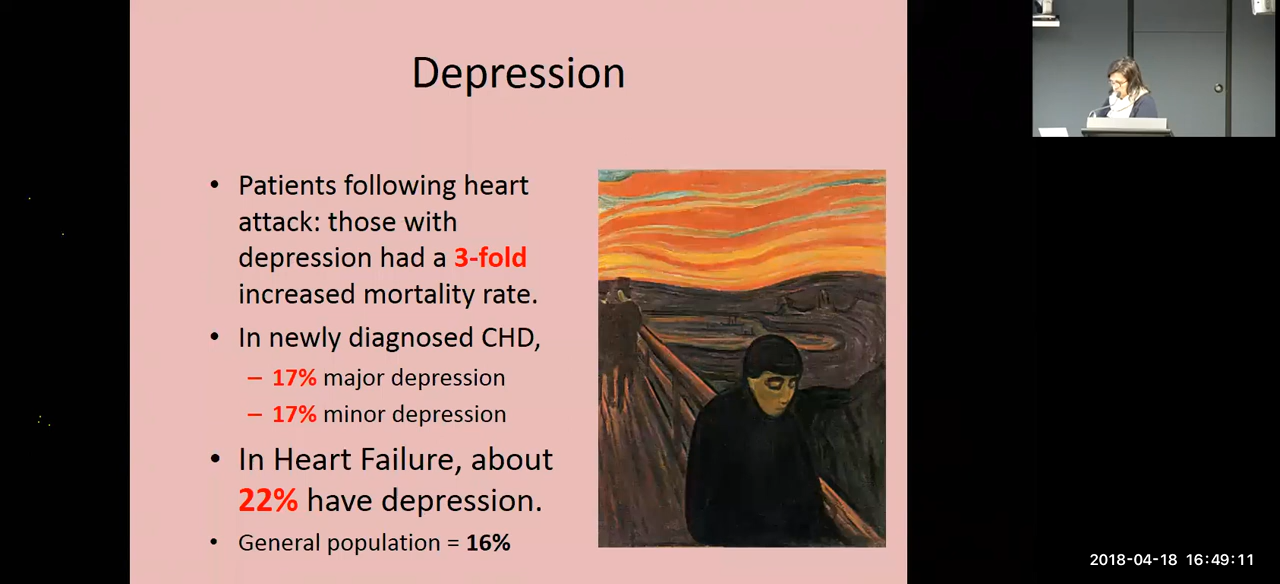 Depression
• Patients following heart
attack: those with
depression had a 3-fold
increased mortality rate.
• In newly diagnosed CHD,
– 17% major depression
– 17% minor depression
• In Heart Failure, about
22% have depression.
• General population = 16%
2018-04-18 16:49:11